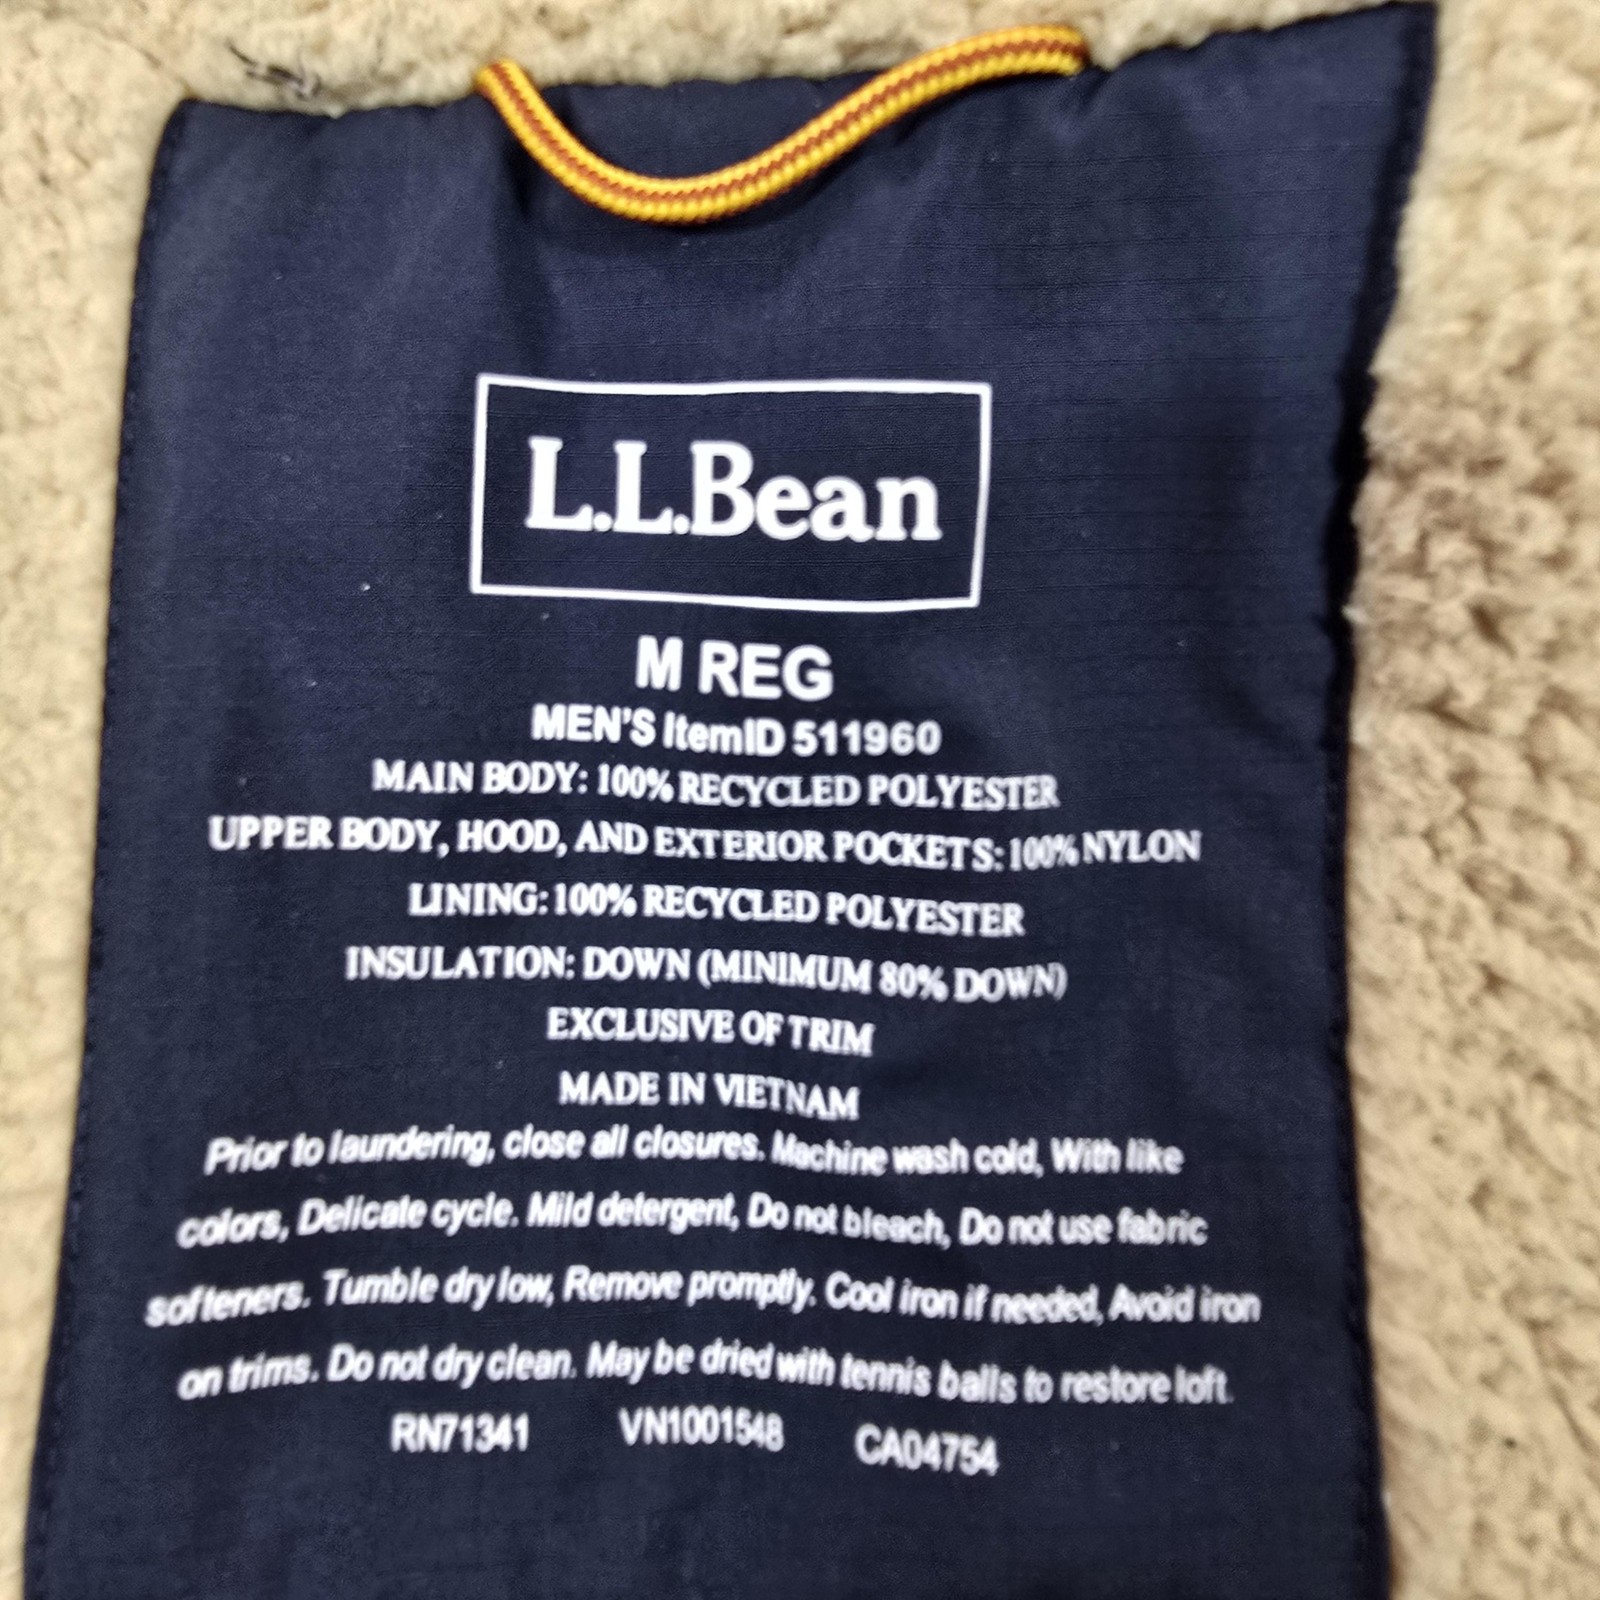 L.L.Bean
M REG
MEN'S ItemID 511960
MAIN BODY: 100% RECYCLED POLYESTER
UPPER BODY, HOOD, AND EXTERIOR POCKETS: 100% NYLON
LINING: 100% RECYCLED POLYESTER
INSULATION: DOWN (MINIMUM 80% DOWN)
EXCLUSIVE OF TRIM
MADE IN VIETNAM
Prior to laundering, close all closures. Machine wash cold, With like
colors, Delicate cycle. Mild detergent, Do not bleach, Do not use fabric
softeners. Tumble dry low, Remove promptly. Cool iron if needed, Avoid iron
on trims. Do not dry clean. May be dried with tennis balls to restore loft.
RN71341 VN1001548 CA04754